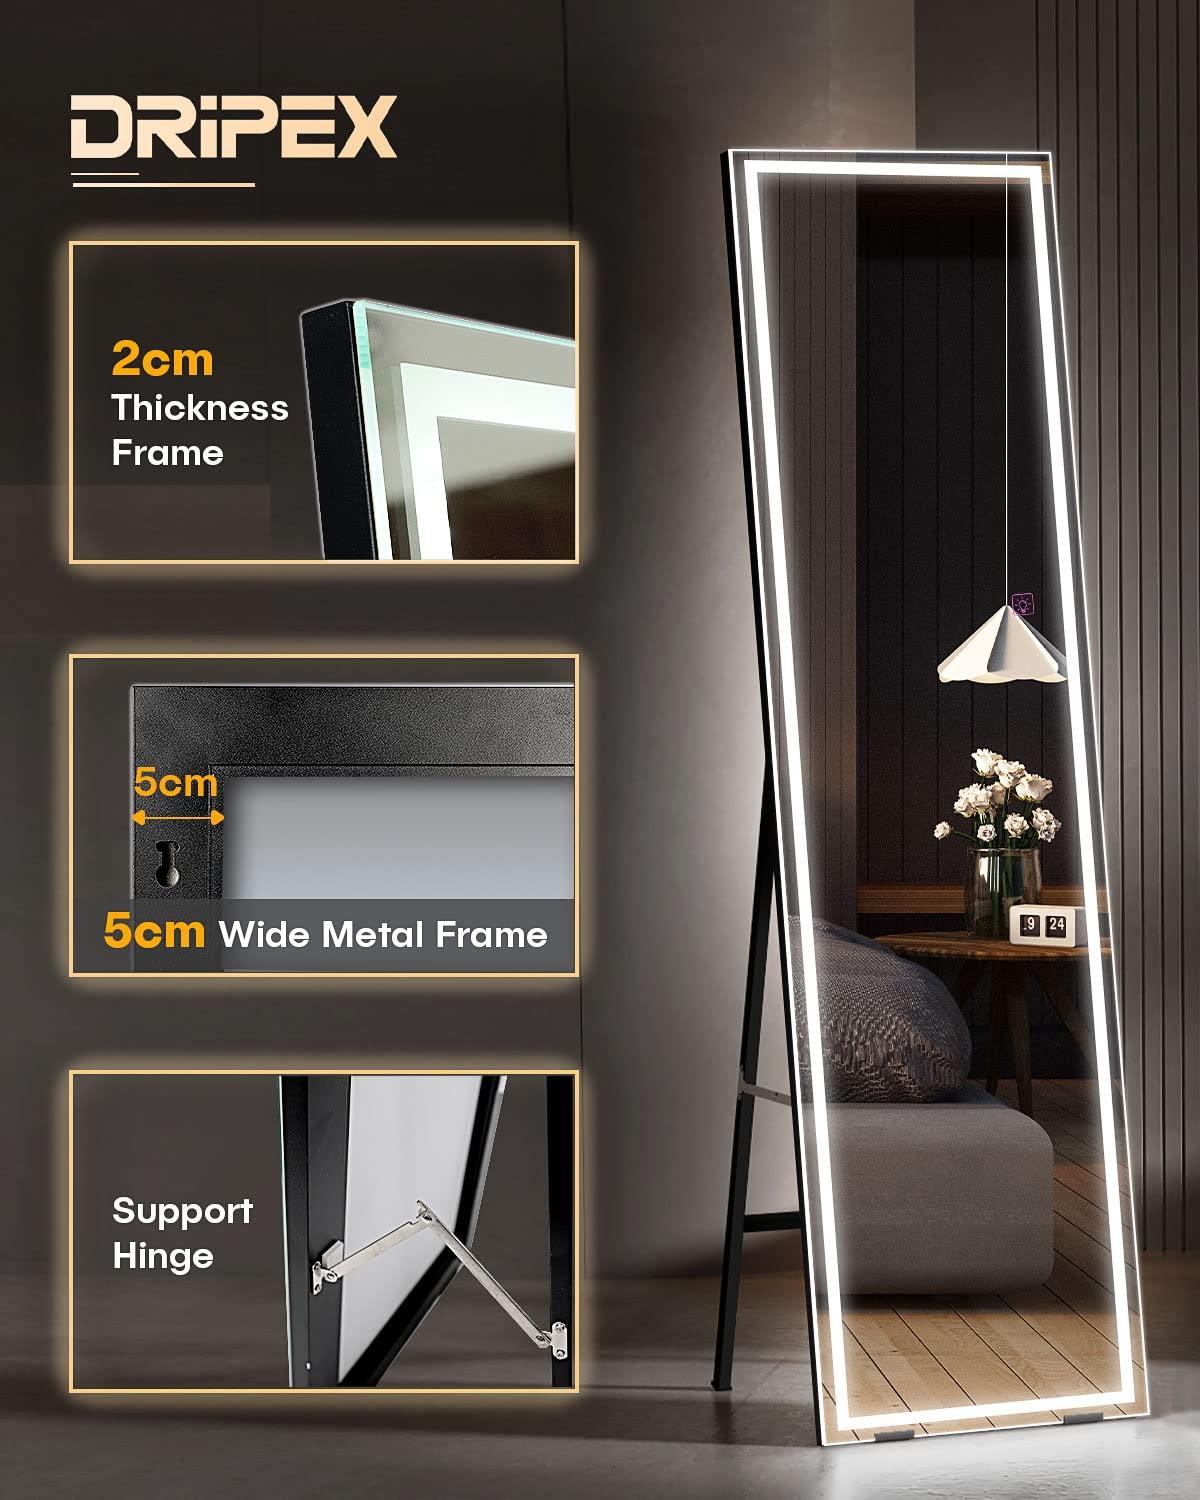 DRiPEX
2cm
Thickness
Frame
5cm
5cm Wide Metal Frame
Support
Hinge
9 24